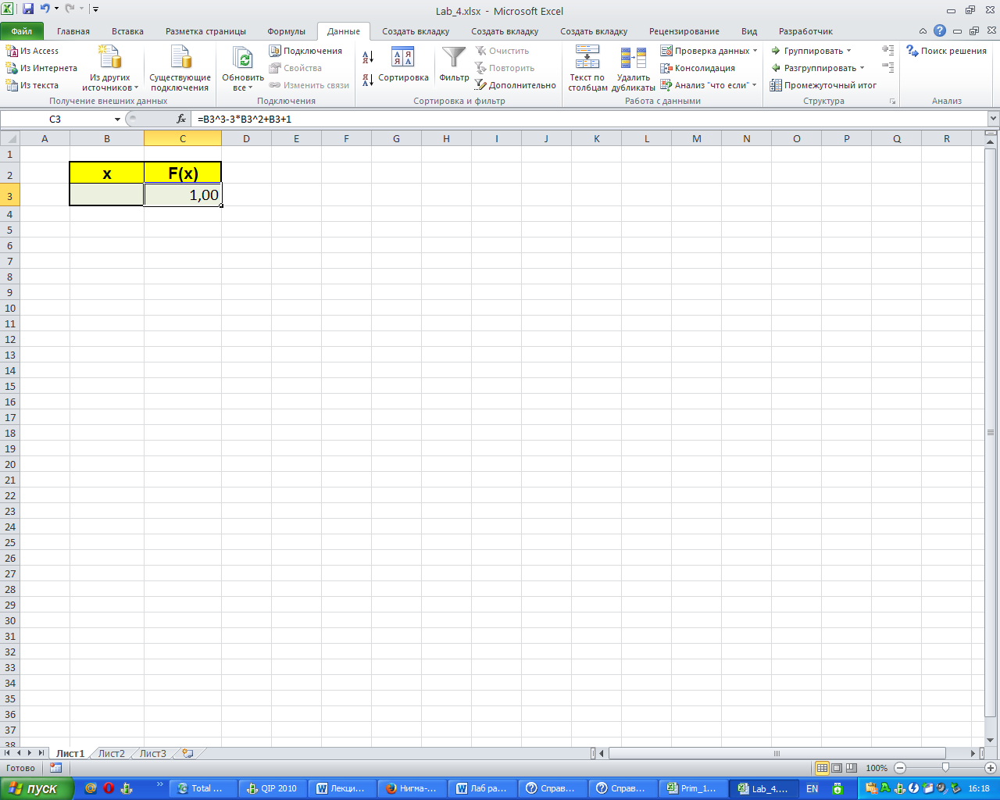 Lab_4.xlsx - Microsoft Excel
Файл Главная Вставка Разметка страницы Формулы Данные Создать вкладку Создать вкладку Создать вкладку Рецензирование Вид Разработчик
Из Access
Из Интернета
Из текста
Из других источников
Существующие подключения
Получение внешних данных
Обновить все
Подключения
Свойства
Изменить связи
Подключения
Сортировка
Фильтр
Очистить
Повторить
Дополнительно
Сортировка и фильтр
Текст по столбцам
Удалить дубликаты
Проверка данных
Консолидация
Анализ "что если"
Работа с данными
Группировать
Разгруппировать
Промежуточный итог
Структура
Поиск решения
Анализ
C3 fx =B3^3-3*B3^2+B3+1
A B C D E F G H I J K L M N O P Q R
1
2 x F(x)
3 1,00
4
5
6
7
8
9
10
11
12
13
14
15
16
17
18
19
20
21
22
23
24
25
26
27
28
29
30
31
32
33
34
35
36
37
38
Лист1 Лист2 Лист3
Готово 100%
пуск Total ... QIP 2010 Лекци... Нигма-... Лаб ра... Справ... Справ... Prim_1... Lab_4.... EN 16:18